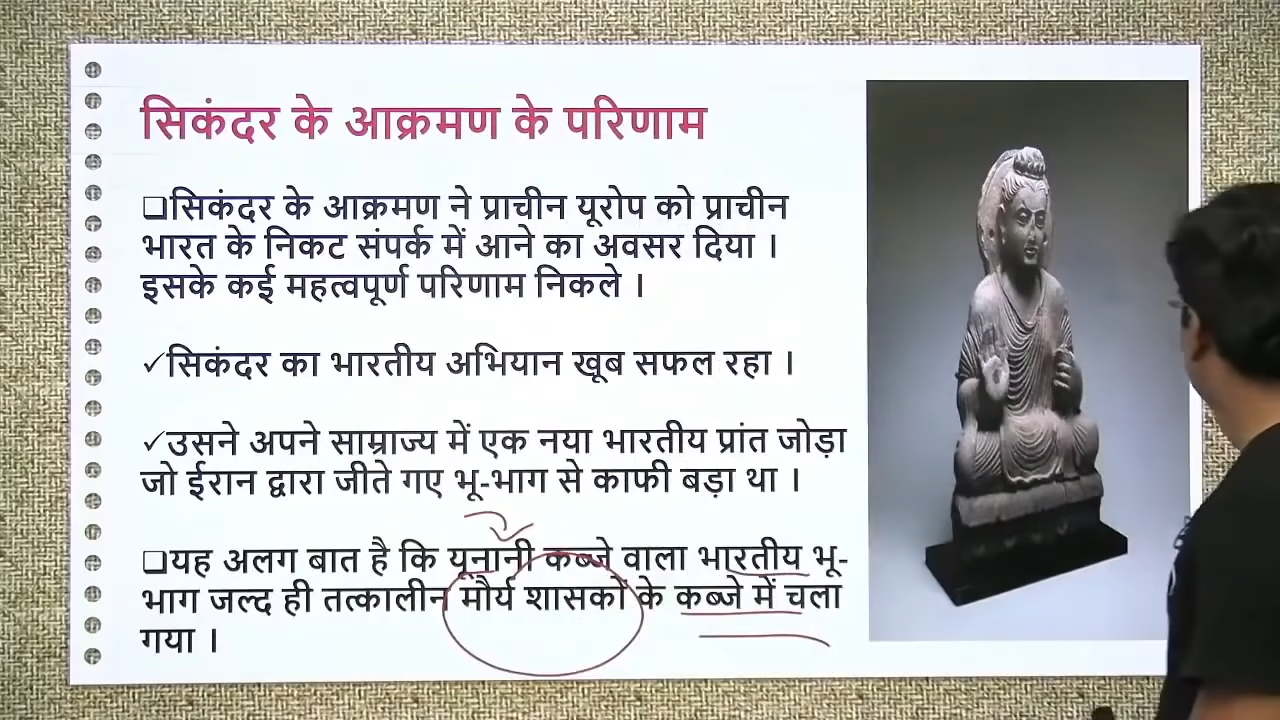 सिकंदर के आक्रमण के परिणाम
❑सिकंदर के आक्रमण ने प्राचीन यूरोप को प्राचीन
भारत के निकट संपर्क में आने का अवसर दिया ।
इसके कई महत्वपूर्ण परिणाम निकले ।
✓सिकंदर का भारतीय अभियान खूब सफल रहा ।
✓उसने अपने साम्राज्य में एक नया भारतीय प्रांत जोड़ा
जो ईरान द्वारा जीते गए भू-भाग से काफी बड़ा था ।
❑यह अलग बात है कि यूनानी कब्जे वाला भारतीय भू-
भाग जल्द ही तत्कालीन मौर्य शासकों के कब्जे में चला
गया ।